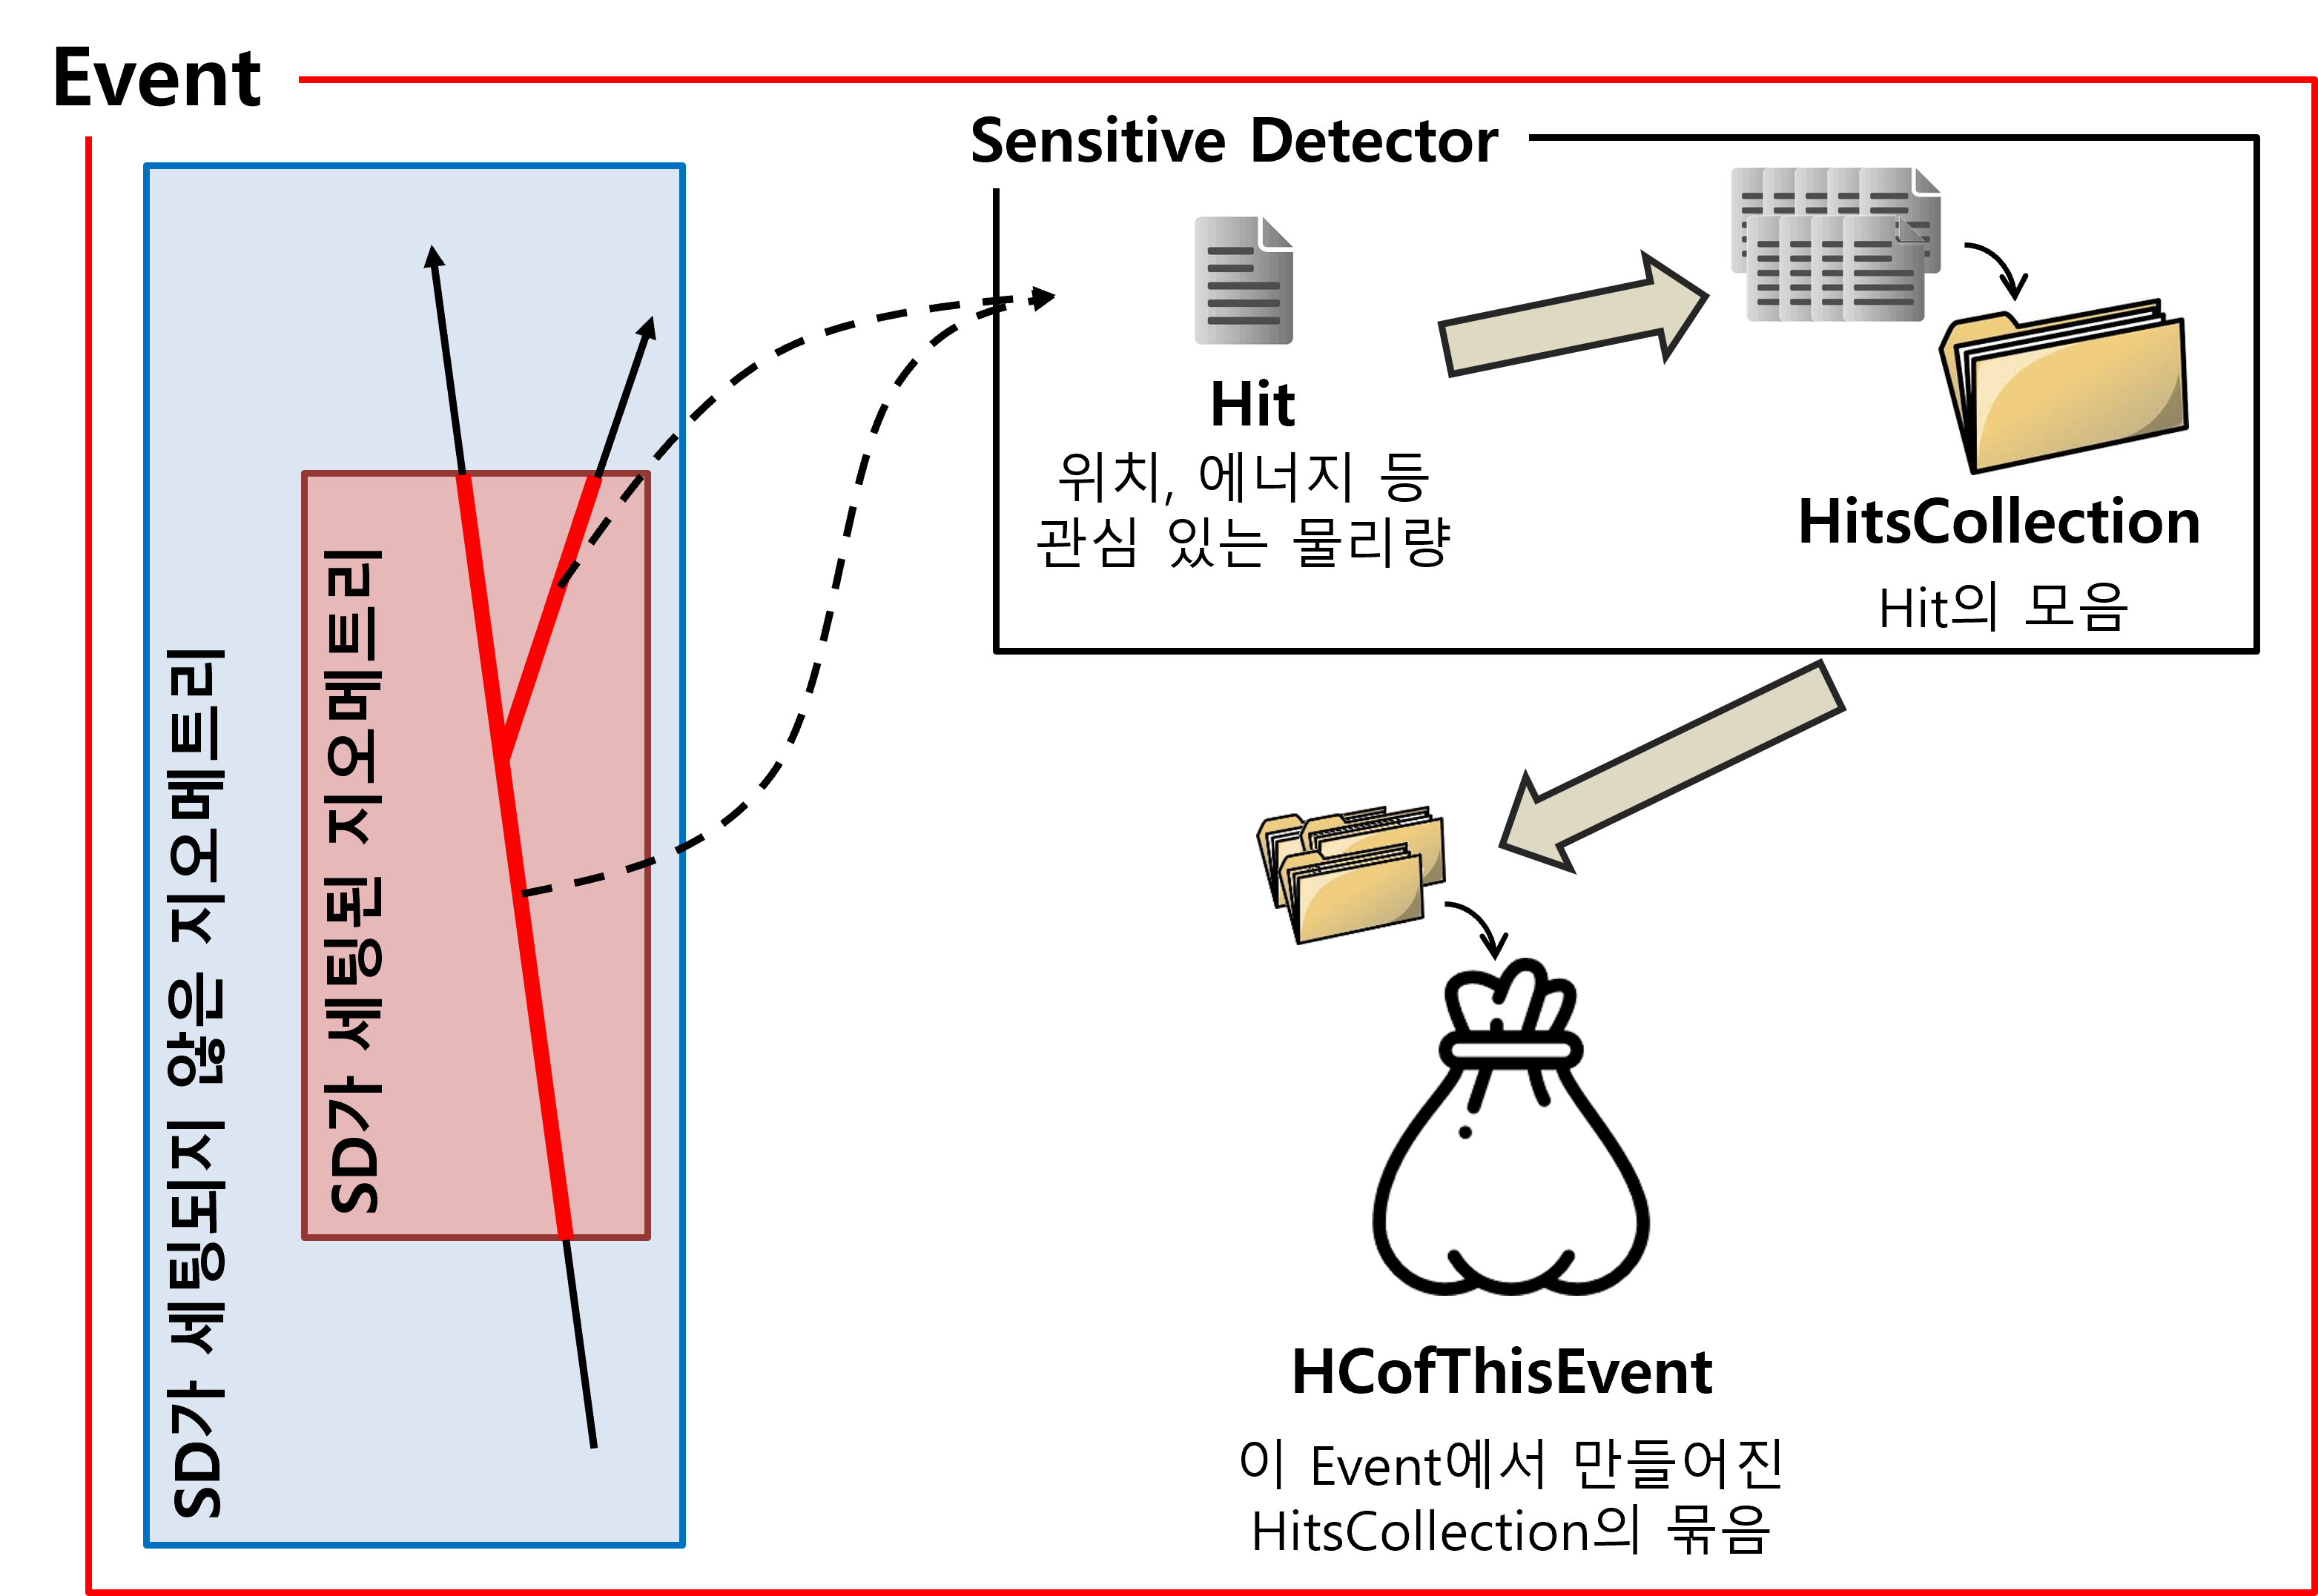 Event
SD가 세팅되지 않은 지오메트리
SD가 세팅된 지오메트리
Sensitive Detector
Hit
위치, 에너지 등
관심 있는 물리량
HitsCollection
Hit의 모음
HCofThisEvent
이 Event에서 만들어진
HitsCollection의 묶음